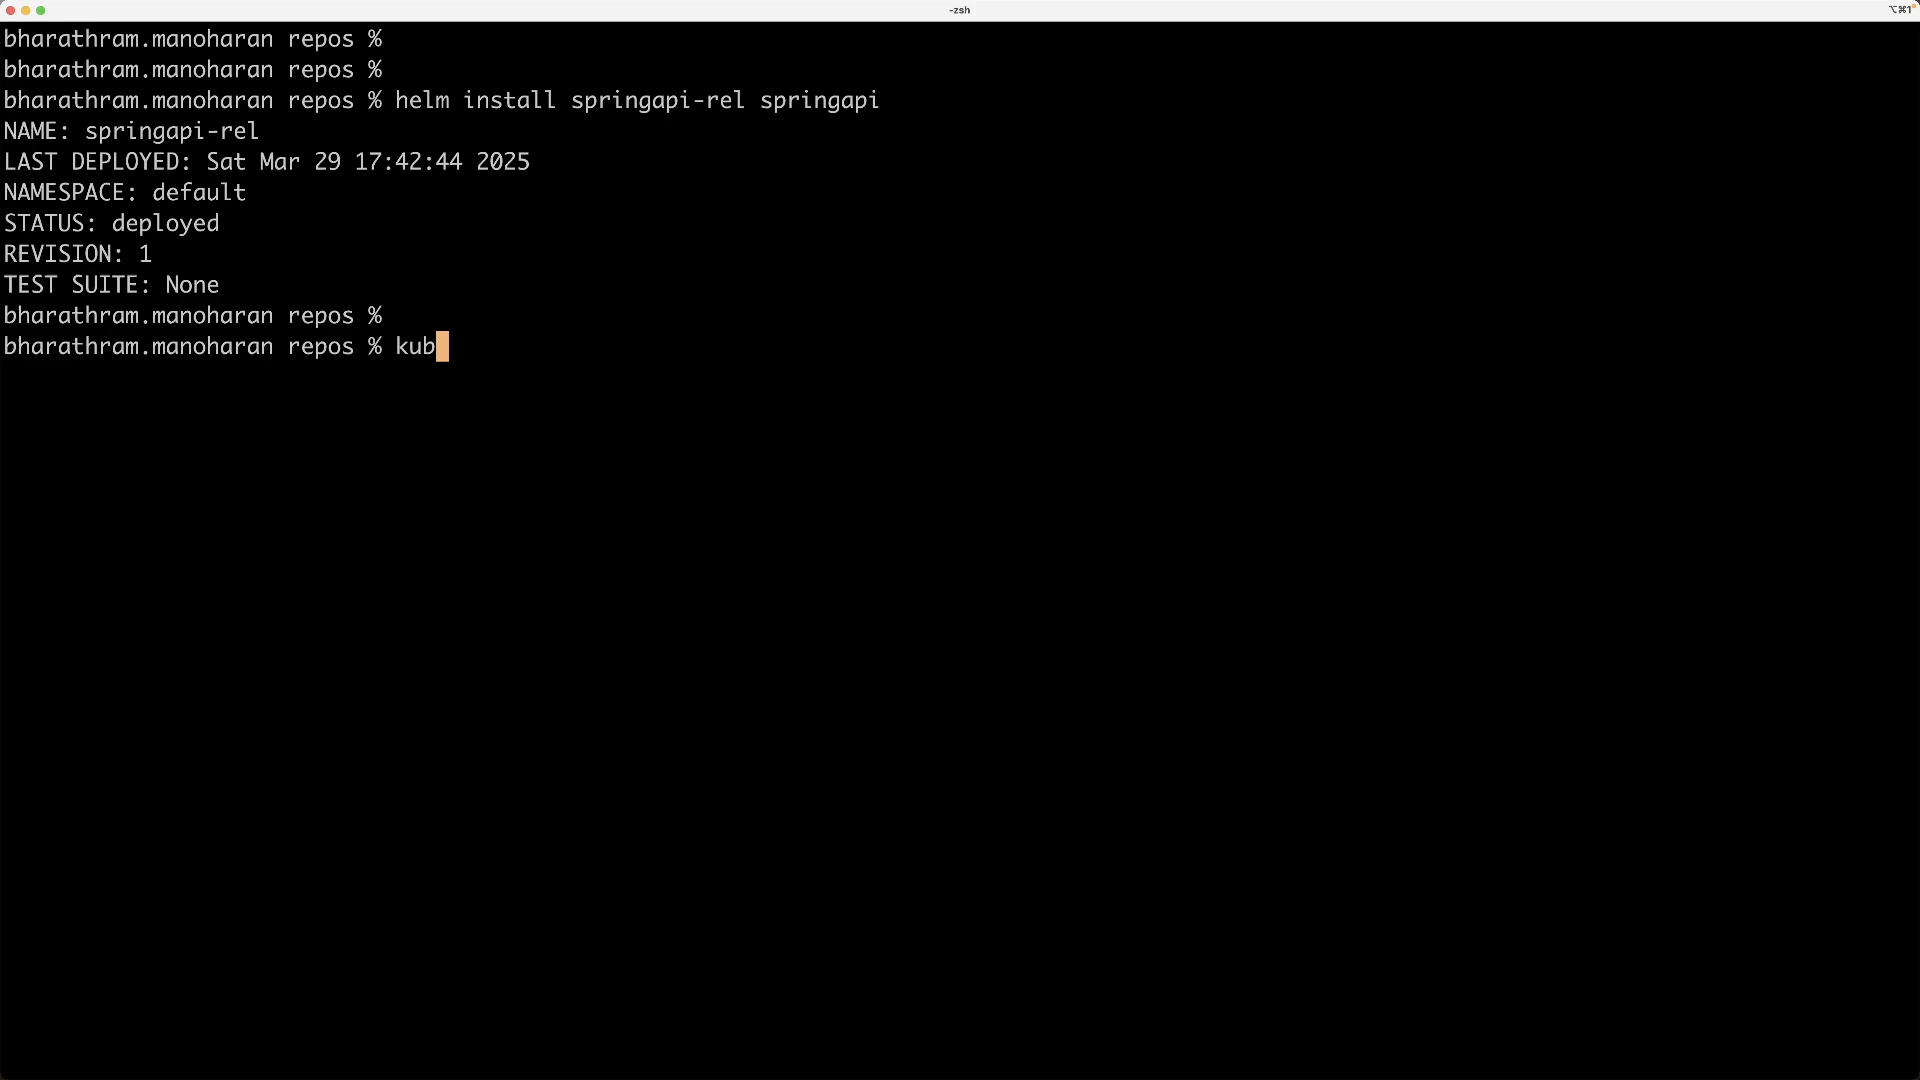 -zsh
⌥⌘1
bharathram.manoharan repos %
bharathram.manoharan repos %
bharathram.manoharan repos % helm install springapi-rel springapi
NAME: springapi-rel
LAST DEPLOYED: Sat Mar 29 17:42:44 2025
NAMESPACE: default
STATUS: deployed
REVISION: 1
TEST SUITE: None
bharathram.manoharan repos %
bharathram.manoharan repos % kub